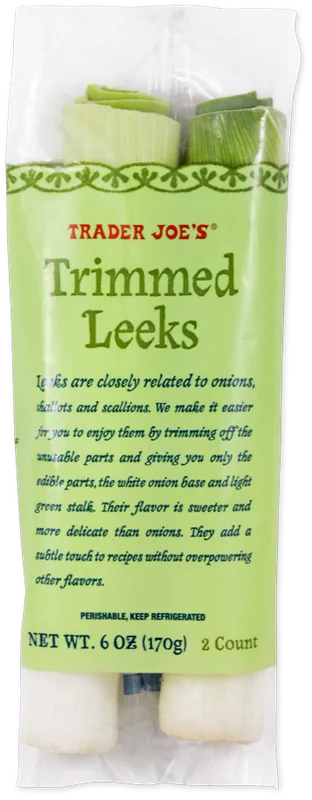 TRADER JOE'S®
Trimmed
Leeks
Leeks are closely related to onions,
shallots and scallions. We make it easier
for you to enjoy them by trimming off the
unusable parts and giving you only the
edible parts, the white onion base and light
green stalk. Their flavor is sweeter and
more delicate than onions. They add a
subtle touch to recipes without overpowering
other flavors.
PERISHABLE, KEEP REFRIGERATED
NET WT. 6 OZ (170g) 2 Count